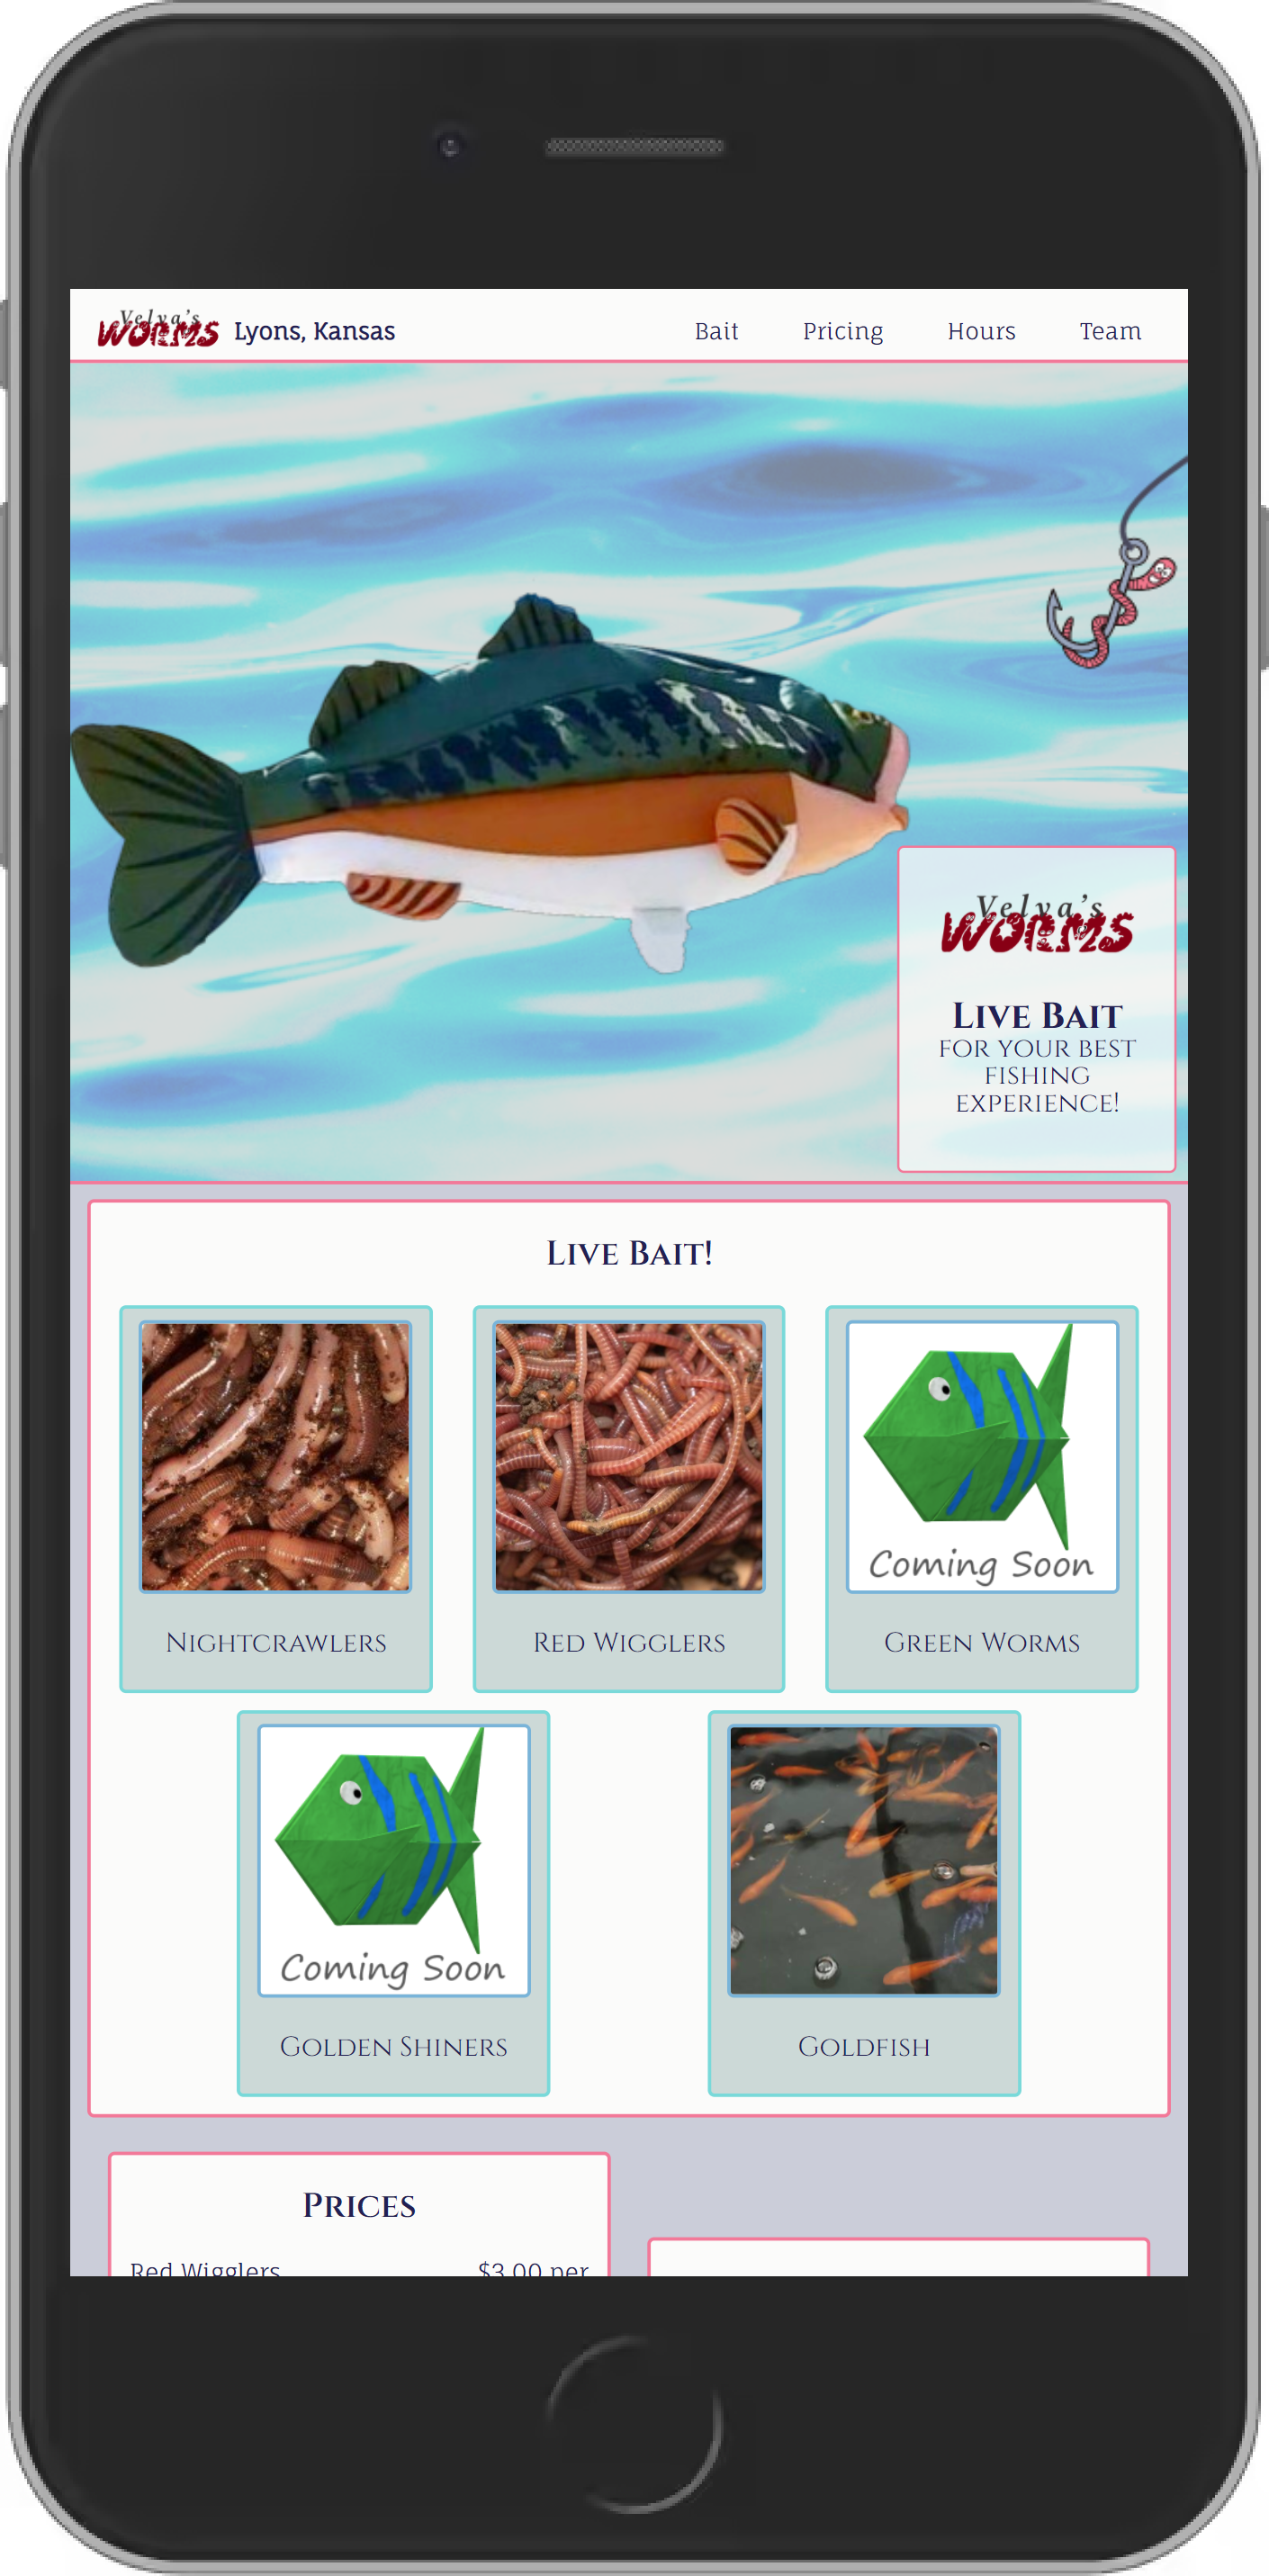 Velva's
WORMS
Lyons, Kansas
Bait
Pricing
Hours
Team
Velva's
WORMS
Live Bait
for your best
fishing
experience!
Live Bait!
Nightcrawlers
Red Wigglers
Coming Soon
Green Worms
Coming Soon
Golden Shiners
Goldfish
Prices
Red Wigglers $3.00 per